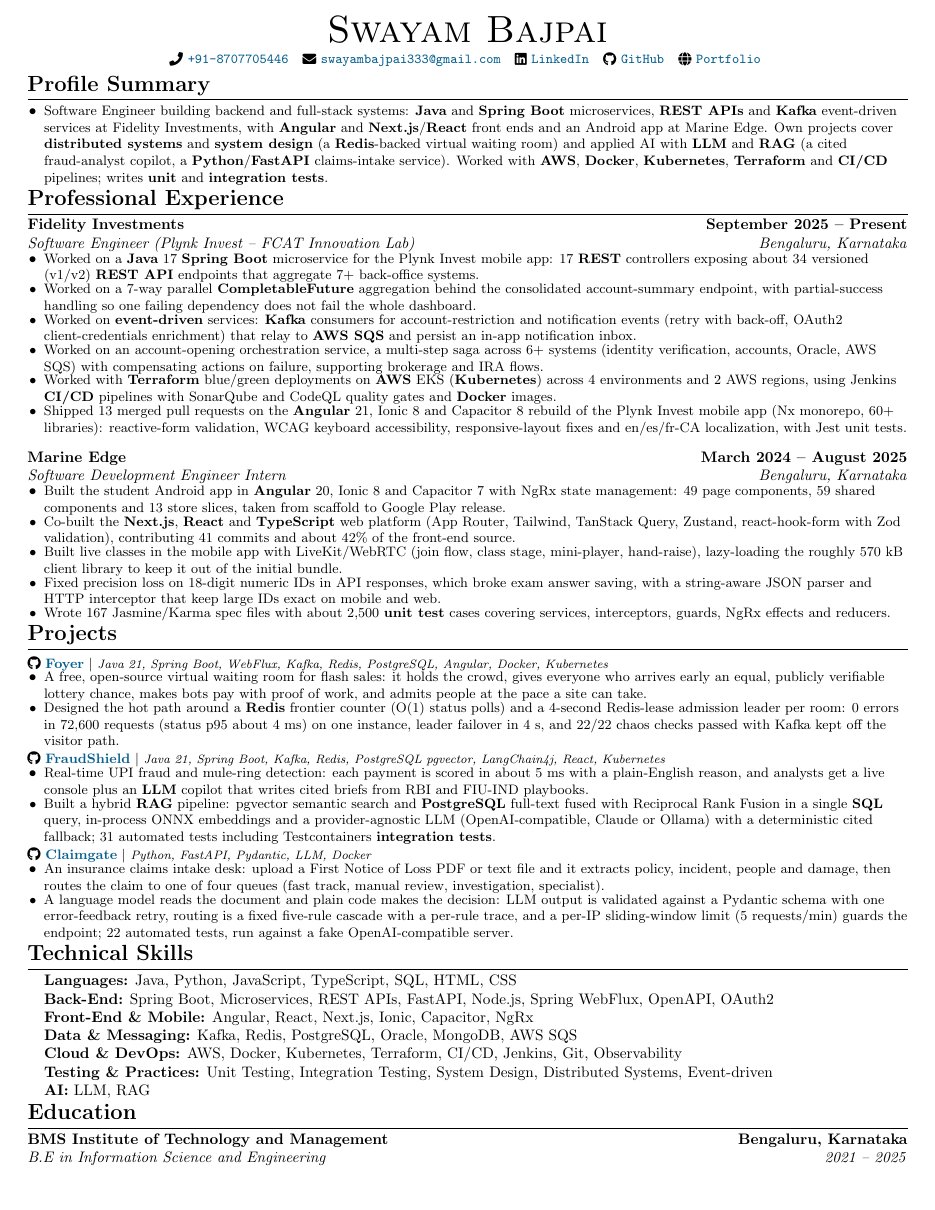 Swayam Bajpai
+91-8707705446 swayambajpai333@gmail.com LinkedIn GitHub Portfolio
Profile Summary
• Software Engineer building backend and full-stack systems: Java and Spring Boot microservices, REST APIs and Kafka event-driven
services at Fidelity Investments, with Angular and Next.js/React front ends and an Android app at Marine Edge. Own projects cover
distributed systems and system design (a Redis-backed virtual waiting room) and applied AI with LLM and RAG (a cited
fraud-analyst copilot, a Python/FastAPI claims-intake service). Worked with AWS, Docker, Kubernetes, Terraform and CI/CD
pipelines; writes unit and integration tests.
Professional Experience
Fidelity Investments September 2025 – Present
Software Engineer (Plynk Invest – FCAT Innovation Lab) Bengaluru, Karnataka
• Worked on a Java 17 Spring Boot microservice for the Plynk Invest mobile app: 17 REST controllers exposing about 34 versioned
(v1/v2) REST API endpoints that aggregate 7+ back-office systems.
• Worked on a 7-way parallel CompletableFuture aggregation behind the consolidated account-summary endpoint, with partial-success
handling so one failing dependency does not fail the whole dashboard.
• Worked on event-driven services: Kafka consumers for account-restriction and notification events (retry with back-off, OAuth2
client-credentials enrichment) that relay to AWS SQS and persist an in-app notification inbox.
• Worked on an account-opening orchestration service, a multi-step saga across 6+ systems (identity verification, accounts, Oracle, AWS
SQS) with compensating actions on failure, supporting brokerage and IRA flows.
• Worked with Terraform blue/green deployments on AWS EKS (Kubernetes) across 4 environments and 2 AWS regions, using Jenkins
CI/CD pipelines with SonarQube and CodeQL quality gates and Docker images.
• Shipped 13 merged pull requests on the Angular 21, Ionic 8 and Capacitor 8 rebuild of the Plynk Invest mobile app (Nx monorepo, 60+
libraries): reactive-form validation, WCAG keyboard accessibility, responsive-layout fixes and en/es/fr-CA localization, with Jest unit tests.
Marine Edge March 2024 – August 2025
Software Development Engineer Intern Bengaluru, Karnataka
• Built the student Android app in Angular 20, Ionic 8 and Capacitor 7 with NgRx state management: 49 page components, 59 shared
components and 13 store slices, taken from scaffold to Google Play release.
• Co-built the Next.js, React and TypeScript web platform (App Router, Tailwind, TanStack Query, Zustand, react-hook-form with Zod
validation), contributing 41 commits and about 42% of the front-end source.
• Built live classes in the mobile app with LiveKit/WebRTC (join flow, class stage, mini-player, hand-raise), lazy-loading the roughly 570 kB
client library to keep it out of the initial bundle.
• Fixed precision loss on 18-digit numeric IDs in API responses, which broke exam answer saving, with a string-aware JSON parser and
HTTP interceptor that keep large IDs exact on mobile and web.
• Wrote 167 Jasmine/Karma spec files with about 2,500 unit test cases covering services, interceptors, guards, NgRx effects and reducers.
Projects
Foyer | Java 21, Spring Boot, WebFlux, Kafka, Redis, PostgreSQL, Angular, Docker, Kubernetes
• A free, open-source virtual waiting room for flash sales: it holds the crowd, gives everyone who arrives early an equal, publicly verifiable
lottery chance, makes bots pay with proof of work, and admits people at the pace a site can take.
• Designed the hot path around a Redis frontier counter (O(1) status polls) and a 4-second Redis-lease admission leader per room: 0 errors
in 72,600 requests (status p95 about 4 ms) on one instance, leader failover in 4 s, and 22/22 chaos checks passed with Kafka kept off the
visitor path.
FraudShield | Java 21, Spring Boot, Kafka, Redis, PostgreSQL pgvector, LangChain4j, React, Kubernetes
• Real-time UPI fraud and mule-ring detection: each payment is scored in about 5 ms with a plain-English reason, and analysts get a live
console plus an LLM copilot that writes cited briefs from RBI and FIU-IND playbooks.
• Built a hybrid RAG pipeline: pgvector semantic search and PostgreSQL full-text fused with Reciprocal Rank Fusion in a single SQL
query, in-process ONNX embeddings and a provider-agnostic LLM (OpenAI-compatible, Claude or Ollama) with a deterministic cited
fallback; 31 automated tests including Testcontainers integration tests.
Claimgate | Python, FastAPI, Pydantic, LLM, Docker
• An insurance claims intake desk: upload a First Notice of Loss PDF or text file and it extracts policy, incident, people and damage, then
routes the claim to one of four queues (fast track, manual review, investigation, specialist).
• A language model reads the document and plain code makes the decision: LLM output is validated against a Pydantic schema with one
error-feedback retry, routing is a fixed five-rule cascade with a per-rule trace, and a per-IP sliding-window limit (5 requests/min) guards the
endpoint; 22 automated tests, run against a fake OpenAI-compatible server.
Technical Skills
Languages: Java, Python, JavaScript, TypeScript, SQL, HTML, CSS
Back-End: Spring Boot, Microservices, REST APIs, FastAPI, Node.js, Spring WebFlux, OpenAPI, OAuth2
Front-End & Mobile: Angular, React, Next.js, Ionic, Capacitor, NgRx
Data & Messaging: Kafka, Redis, PostgreSQL, Oracle, MongoDB, AWS SQS
Cloud & DevOps: AWS, Docker, Kubernetes, Terraform, CI/CD, Jenkins, Git, Observability
Testing & Practices: Unit Testing, Integration Testing, System Design, Distributed Systems, Event-driven
AI: LLM, RAG
Education
BMS Institute of Technology and Management Bengaluru, Karnataka
B.E in Information Science and Engineering 2021 – 2025